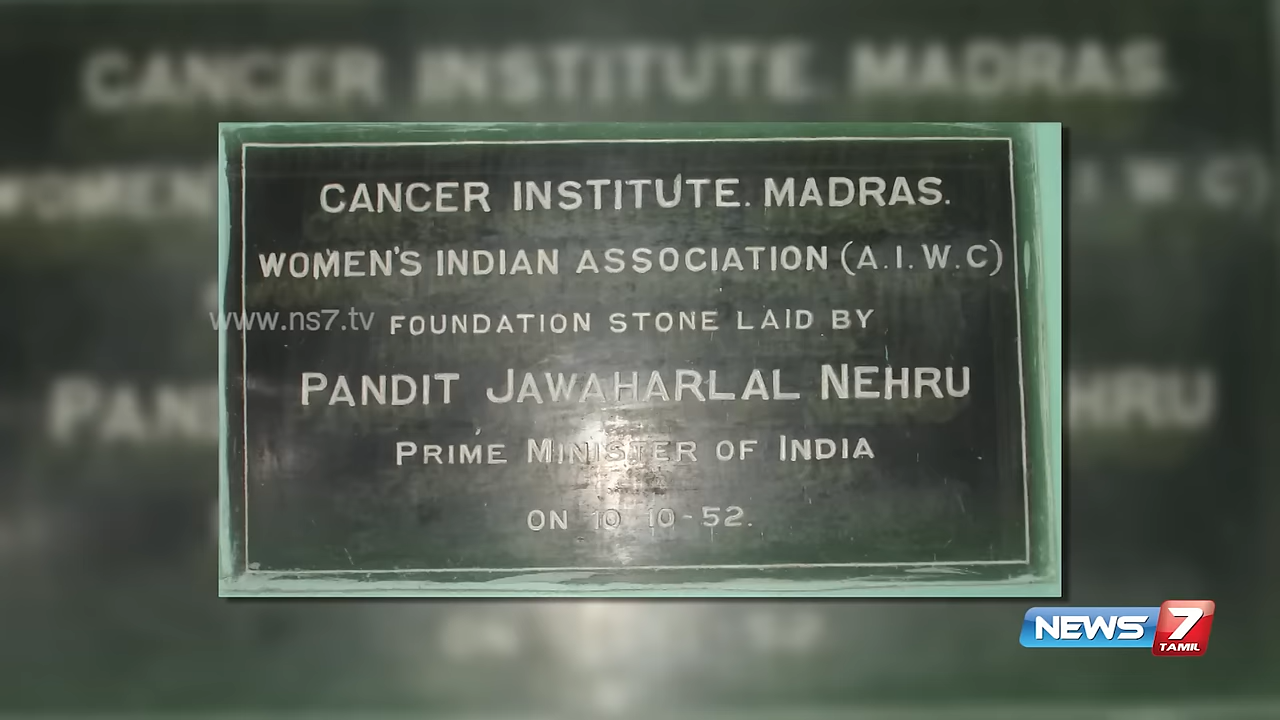 CANCER INSTITUTE. MADRAS.
WOMEN'S INDIAN ASSOCIATION (A.I.W.C)
www.ns7.tv
FOUNDATION STONE LAID BY
PANDIT JAWAHARLAL NEHRU
PRIME MINISTER OF INDIA
ON 10 10-52.
NEWS 7
TAMIL